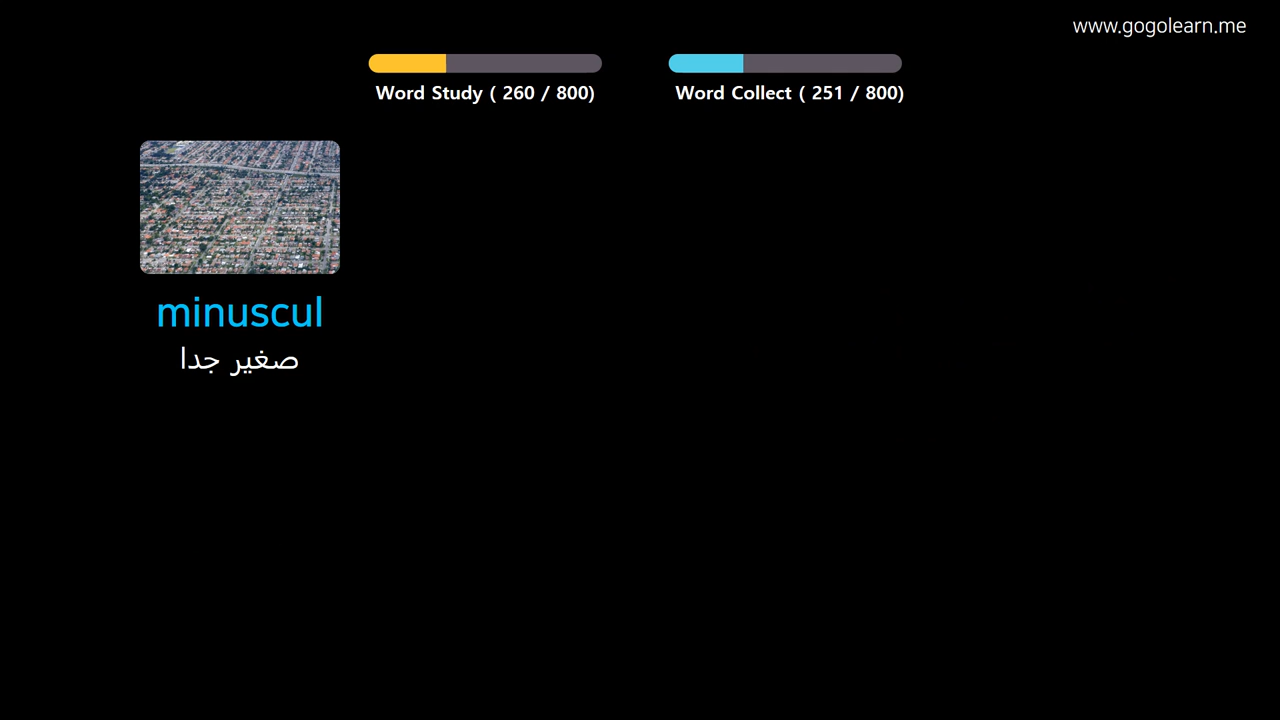 www.gogolearn.me
Word Study ( 260 / 800)
Word Collect ( 251 / 800)
minuscul
صغير جدا